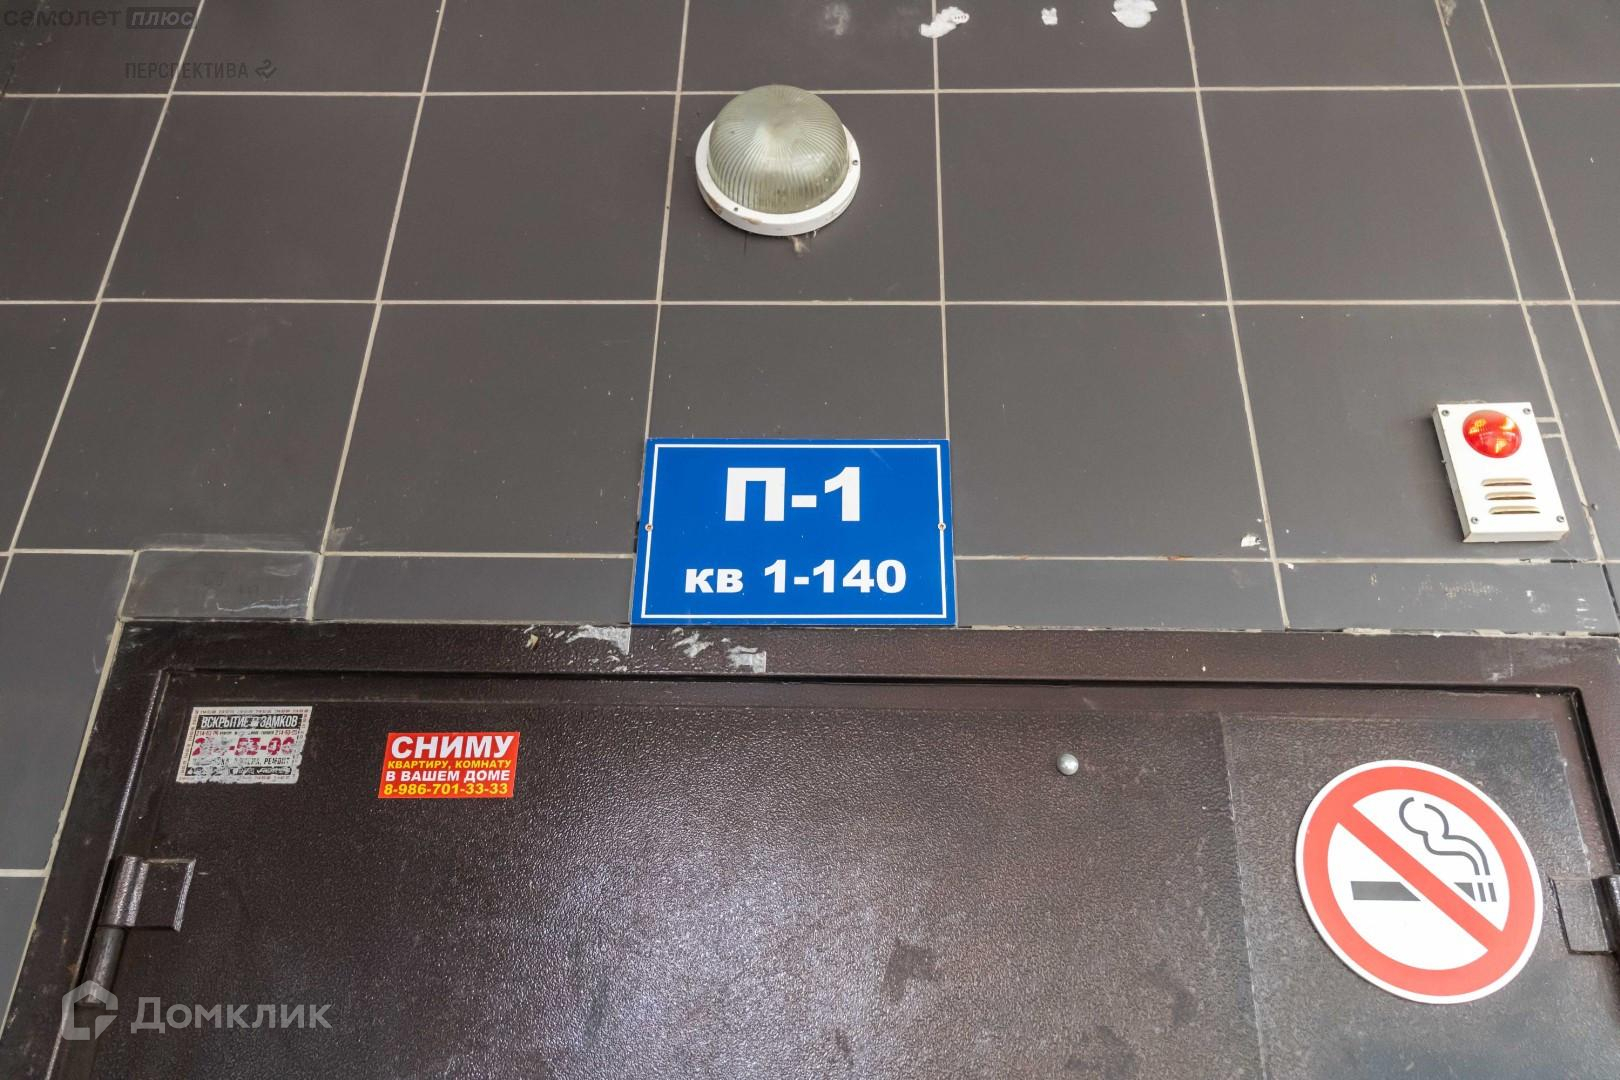 самолет плюс
ПЕРСПЕКТИВА
П-1
кв 1-140
ВСКРЫТИЕ ЗАМКОВ
СНИМУ
КВАРТИРУ, КОМНАТУ
В ВАШЕМ ДОМЕ
8-986-701-33-33
Домклик